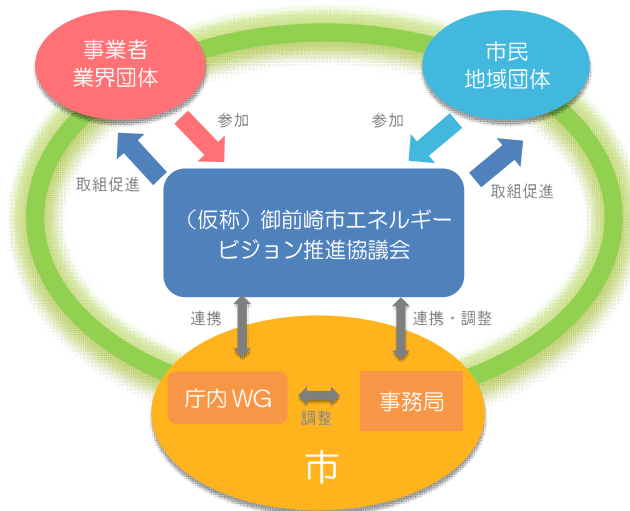 事業者
業界団体
市民
地域団体
参加
参加
取組促進
取組促進
（仮称）御前崎市エネルギー
ビジョン推進協議会
連携
連携・調整
庁内 WG
調整
事務局
市